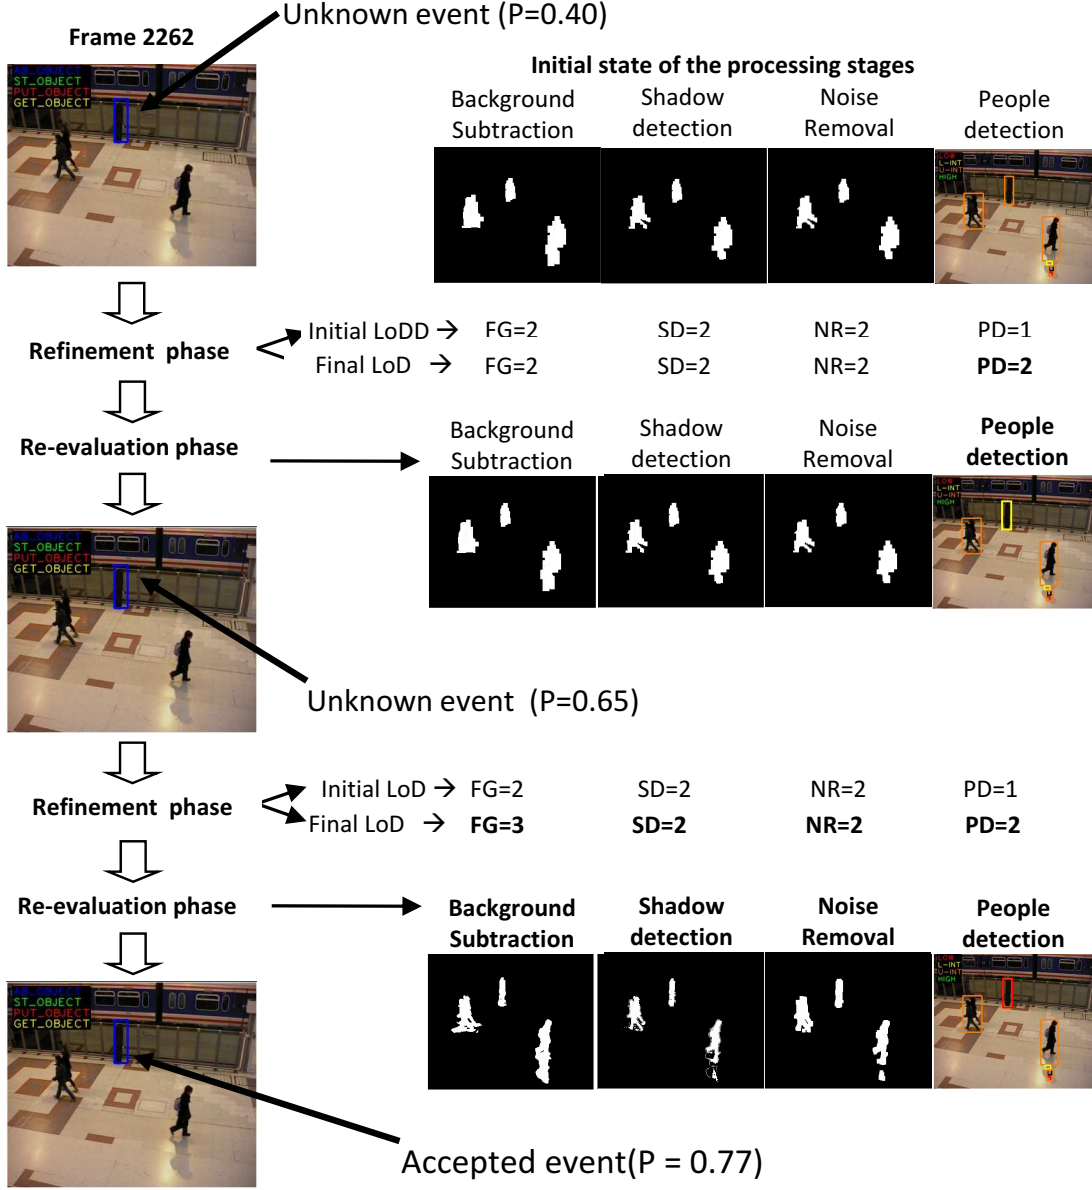 Unknown event (P=0.40)
Frame 2262
AB_OBJECT
ST_OBJECT
PUT_OBJECT
GET_OBJECT
Initial state of the processing stages
Background Subtraction
Shadow detection
Noise Removal
People detection
LOW
L-INT
U-INT
HIGH
Refinement phase
Initial LoDD → FG=2 SD=2 NR=2 PD=1
Final LoD → FG=2 SD=2 NR=2 PD=2
Re-evaluation phase
Background Subtraction
Shadow detection
Noise Removal
People detection
LOW
L-INT
U-INT
HIGH
AB_OBJECT
ST_OBJECT
PUT_OBJECT
GET_OBJECT
Unknown event (P=0.65)
Refinement phase
Initial LoD → FG=2 SD=2 NR=2 PD=1
Final LoD → FG=3 SD=2 NR=2 PD=2
Re-evaluation phase
Background Subtraction
Shadow detection
Noise Removal
People detection
LOW
L-INT
U-INT
HIGH
AB_OBJECT
ST_OBJECT
PUT_OBJECT
GET_OBJECT
Accepted event(P = 0.77)